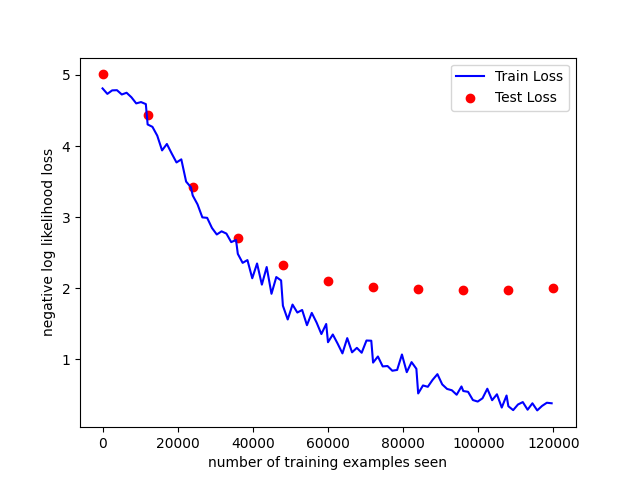 Train Loss
Test Loss
negative log likelihood loss
5
4
3
2
1
0 20000 40000 60000 80000 100000 120000
number of training examples seen